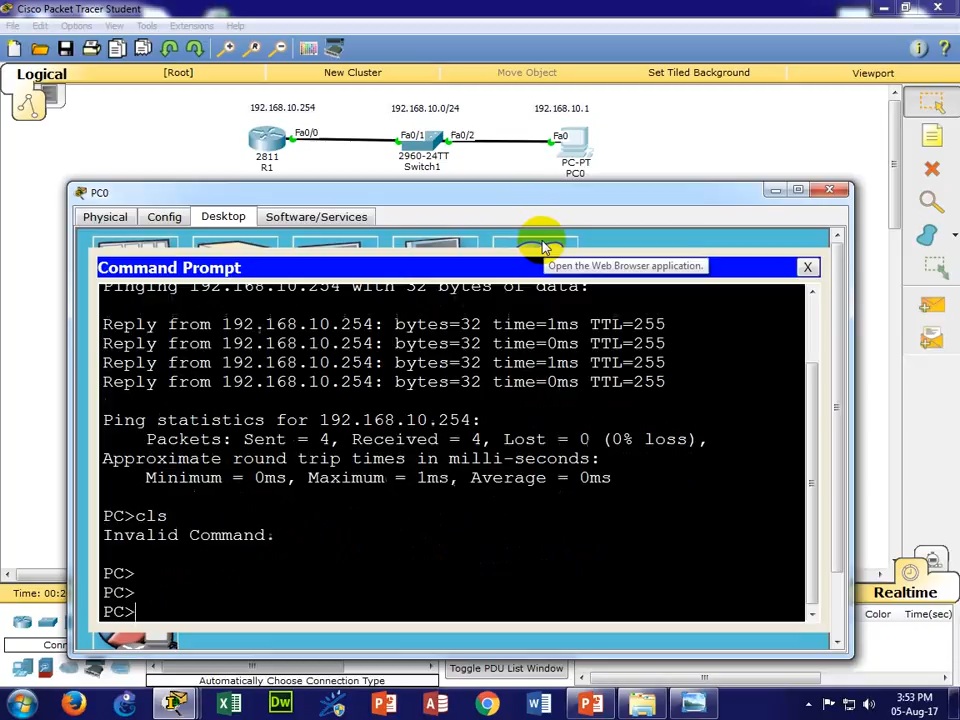 Cisco Packet Tracer Student
File Edit Options View Tools Extensions Help
Logical [Root] New Cluster Move Object Set Tiled Background Viewport
192.168.10.254 192.168.10.0/24 192.168.10.1
Fa0/0 Fa0/1 Fa0/2 Fa0
2811 2960-24TT PC-PT
R1 Switch1 PC0
PC0
Physical Config Desktop Software/Services
Command Prompt X
Open the Web Browser application.
Pinging 192.168.10.254 with 32 bytes of data:
Reply from 192.168.10.254: bytes=32 time=1ms TTL=255
Reply from 192.168.10.254: bytes=32 time=0ms TTL=255
Reply from 192.168.10.254: bytes=32 time=1ms TTL=255
Reply from 192.168.10.254: bytes=32 time=0ms TTL=255
Ping statistics for 192.168.10.254:
Packets: Sent = 4, Received = 4, Lost = 0 (0% loss),
Approximate round trip times in milli-seconds:
Minimum = 0ms, Maximum = 1ms, Average = 0ms
PC>cls
Invalid Command.
PC>
PC>
PC>
Time: 00:2 Realtime
Color Time(sec)
Conn
Toggle PDU List Window
Automatically Choose Connection Type
3:53 PM
05-Aug-17